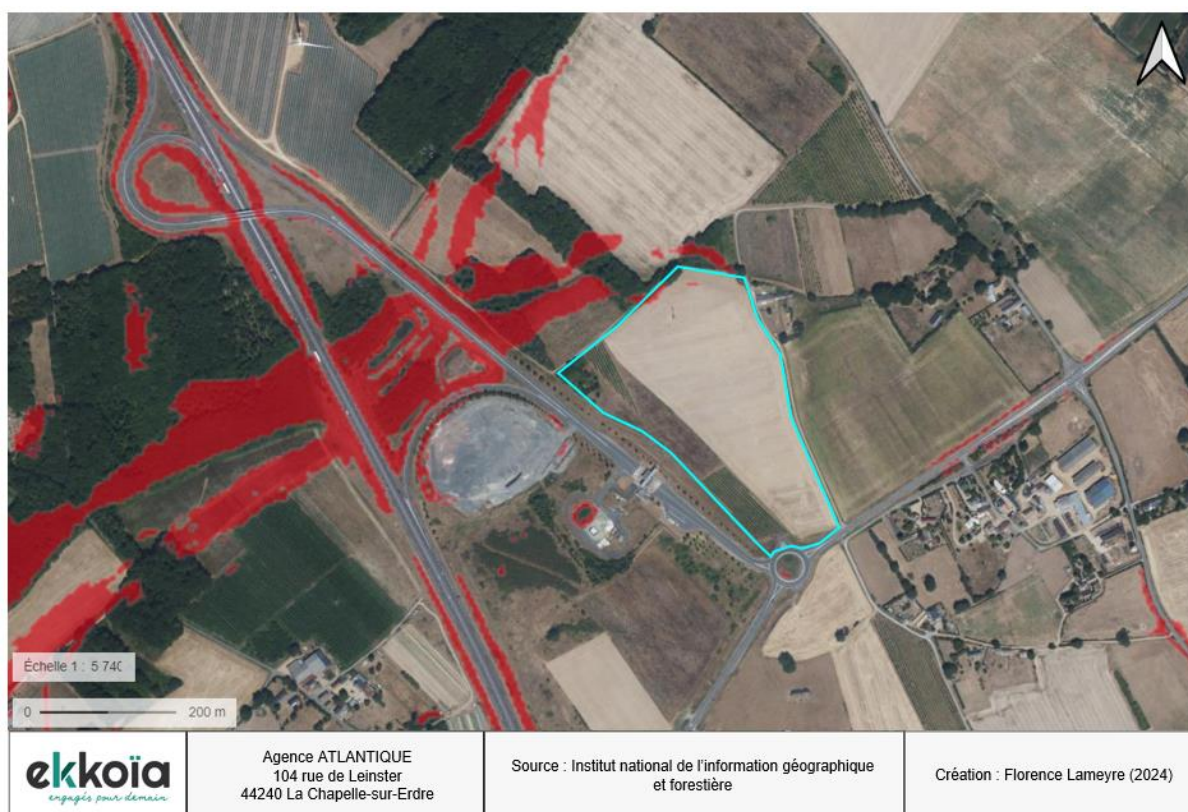 Échelle 1 : 5 740
0 200 m
ekkoïa
engagés pour demain
Agence ATLANTIQUE
104 rue de Leinster
44240 La Chapelle-sur-Erdre
Source : Institut national de l'information géographique
et forestière
Création : Florence Lameyre (2024)